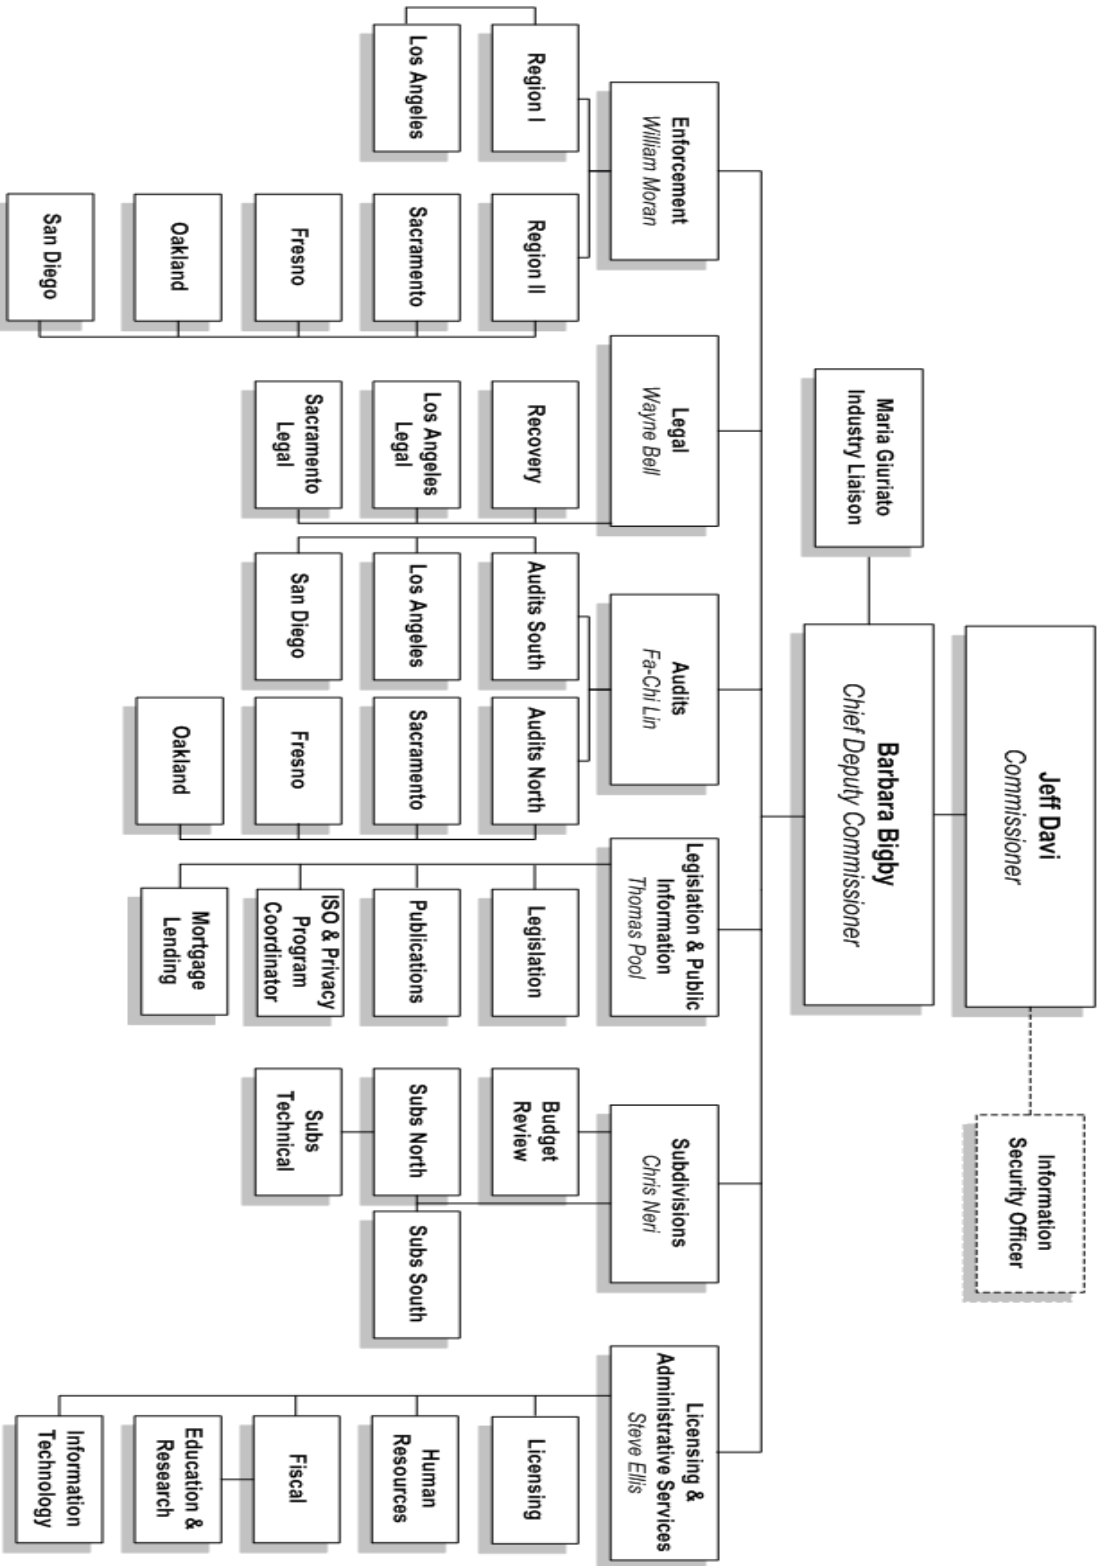 Jeff Davi
Commissioner
Information
Security Officer
Barbara Bigby
Chief Deputy Commissioner
Maria Giuriato
Industry Liaison
Enforcement
William Moran
Region I
Los Angeles
Region II
Sacramento
Fresno
Oakland
San Diego
Legal
Wayne Bell
Recovery
Los Angeles
Legal
Sacramento
Legal
Audits
Fa-Chi Lin
Audits South
Los Angeles
San Diego
Audits North
Sacramento
Fresno
Oakland
Legislation & Public
Information
Thomas Pool
Legislation
Publications
ISO & Privacy
Program
Coordinator
Mortgage
Lending
Subdivisions
Chris Neri
Budget
Review
Subs North
Subs South
Subs
Technical
Licensing &
Administrative Services
Steve Ellis
Licensing
Human
Resources
Fiscal
Education &
Research
Information
Technology